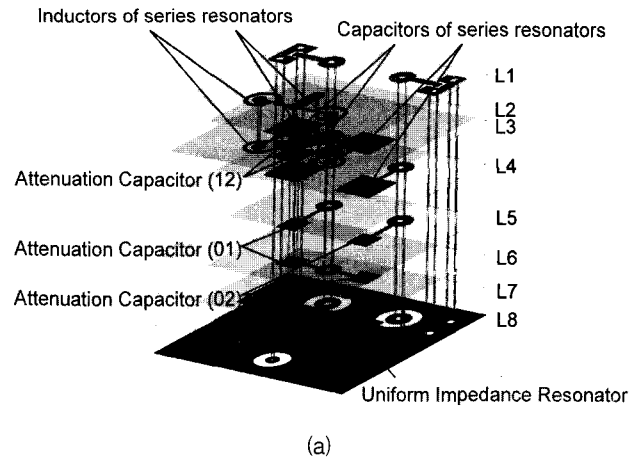 Inductors of series resonators
Capacitors of series resonators
L1
L2
L3
L4
Attenuation Capacitor (12)
L5
Attenuation Capacitor (01)
L6
L7
Attenuation Capacitor (02)
L8
Uniform Impedance Resonator
(a)